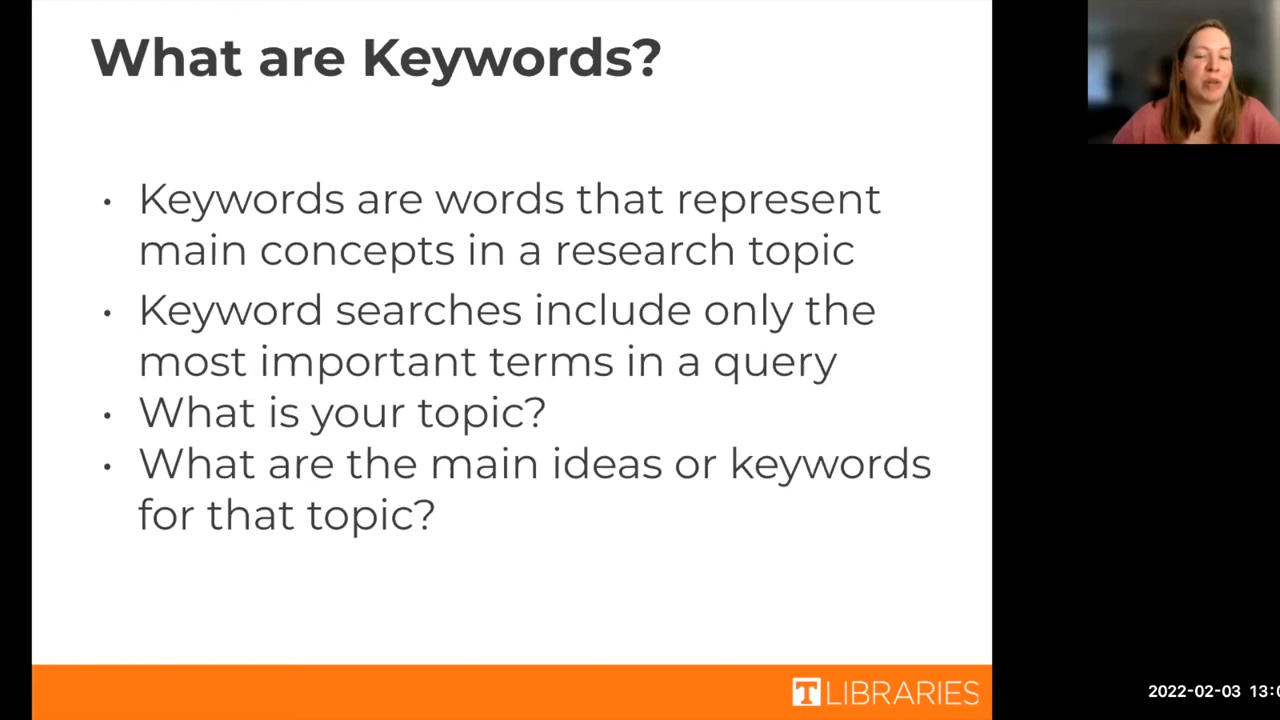 What are Keywords?
• Keywords are words that represent
main concepts in a research topic
• Keyword searches include only the
most important terms in a query
• What is your topic?
• What are the main ideas or keywords
for that topic?
T LIBRARIES
2022-02-03 13:0